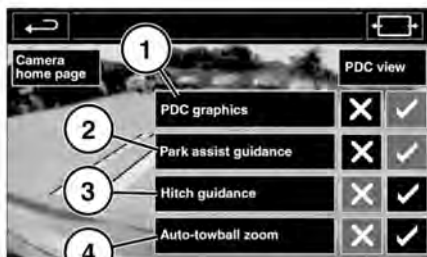 Camera
home page
PDC view
1
PDC graphics
2
Park assist guidance
3
Hitch guidance
4
Auto-towball zoom